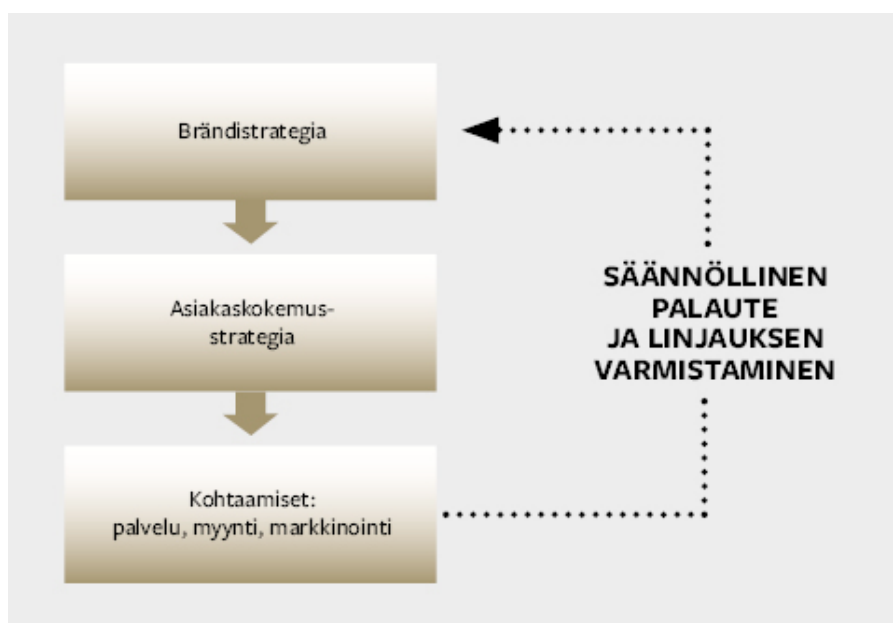 Brändistrategia
Asiakaskokemus-
strategia
Kohtaamiset:
palvelu, myynti, markkinointi
SÄÄNNÖLLINEN
PALAUTE
JA LINJAUKSEN
VARMISTAMINEN